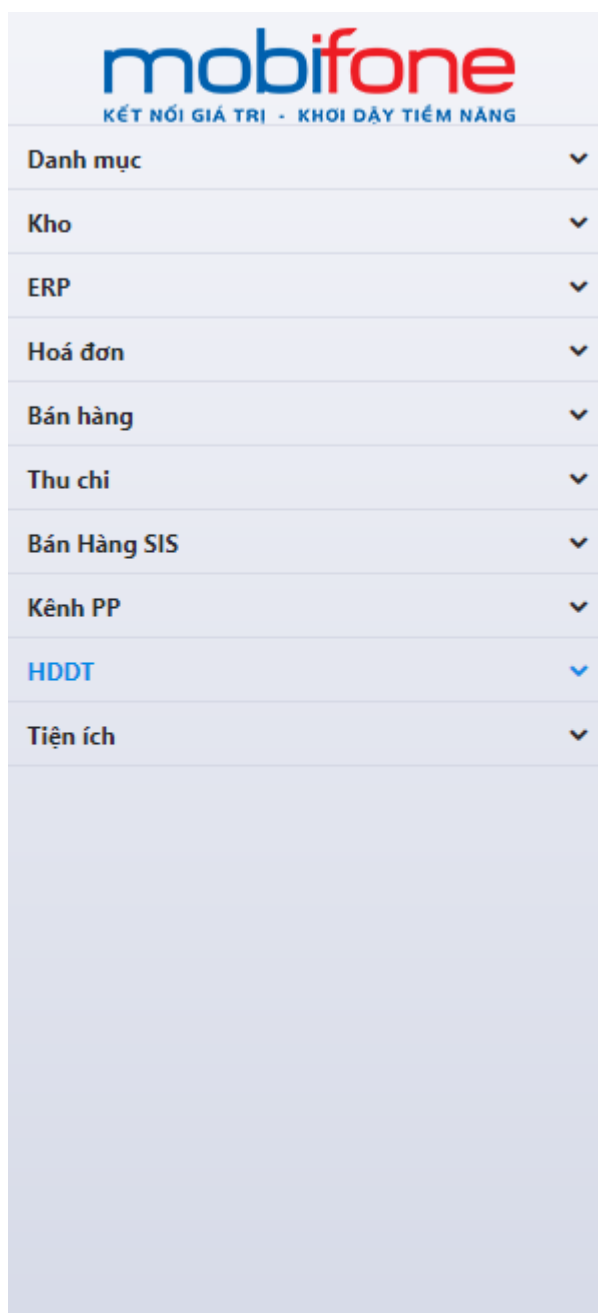 mobifone
KẾT NỐI GIÁ TRỊ - KHƠI DẬY TIỀM NĂNG
Danh mục
Kho
ERP
Hoá đơn
Bán hàng
Thu chi
Bán Hàng SIS
Kênh PP
HDDT
Tiện ích